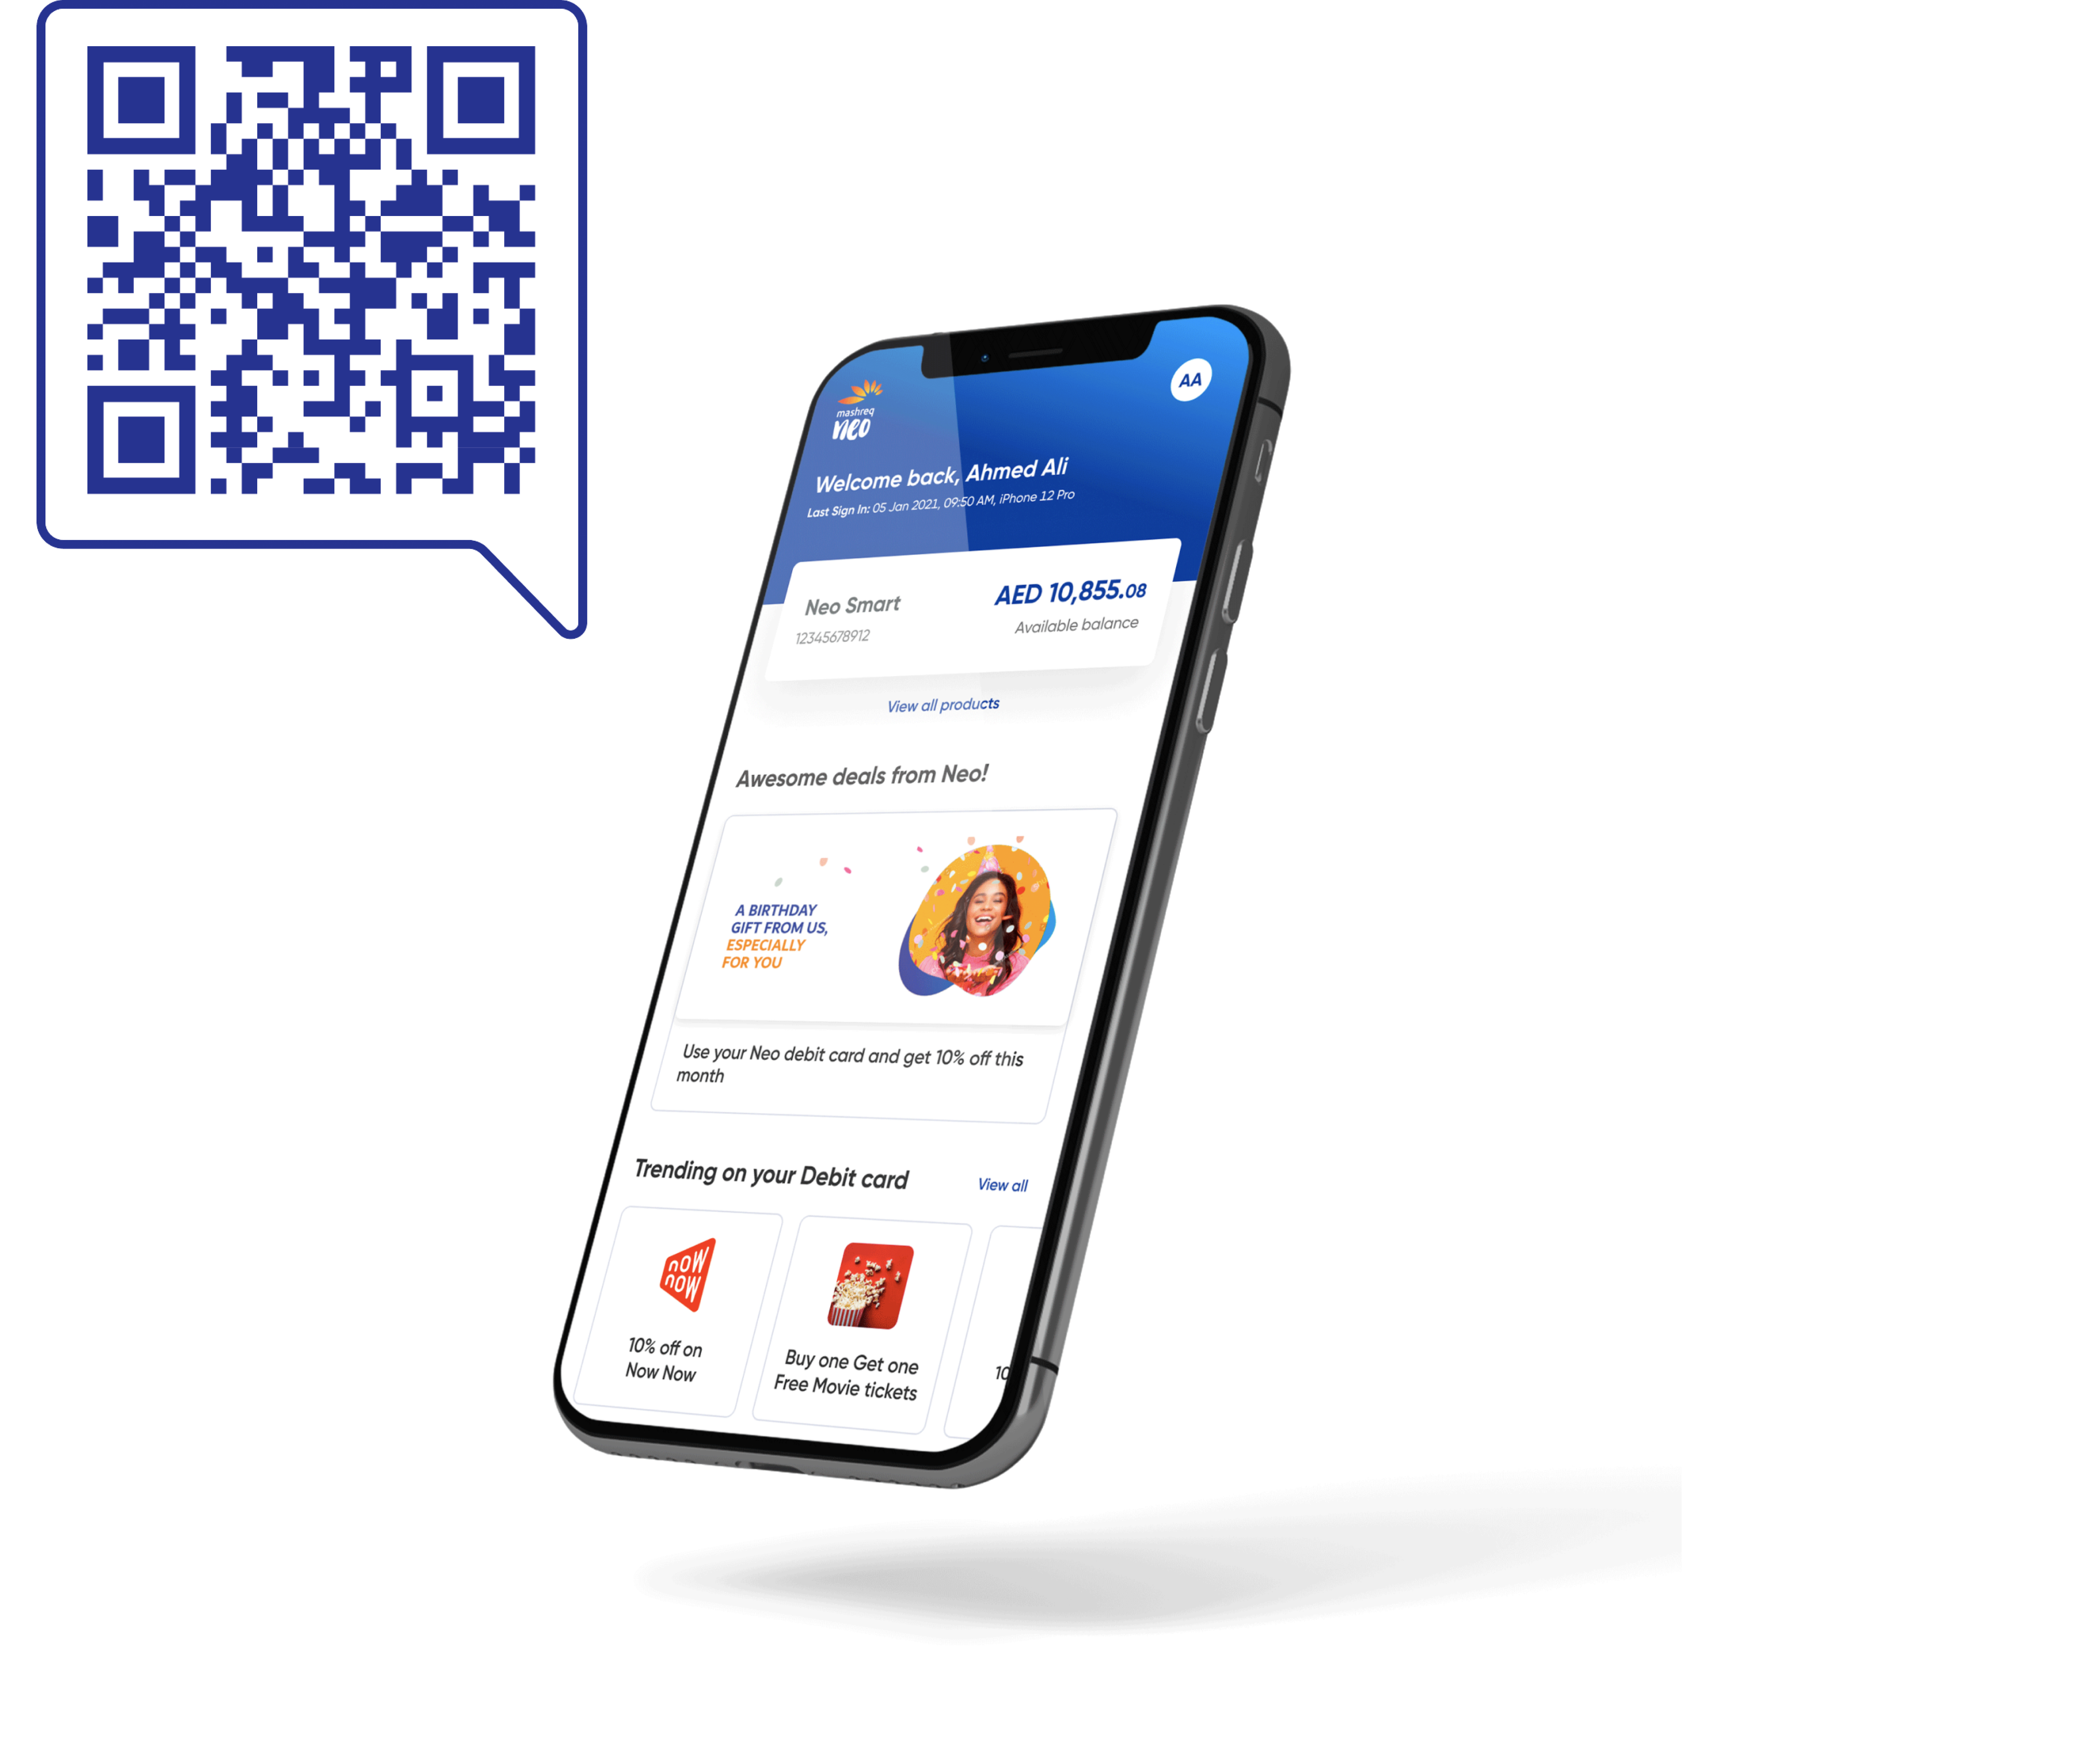 mashreq
neo
AA
Welcome back, Ahmed Ali
Last Sign In: 05 Jan 2021, 09:50 AM, iPhone 12 Pro
Neo Smart
AED 10,855.08
12345678912
Available balance
View all products
Awesome deals from Neo!
A BIRTHDAY
GIFT FROM US,
ESPECIALLY
FOR YOU
Use your Neo debit card and get 10% off this
month
Trending on your Debit card
View all
now
now
10% off on
Now Now
Buy one Get one
Free Movie tickets
10